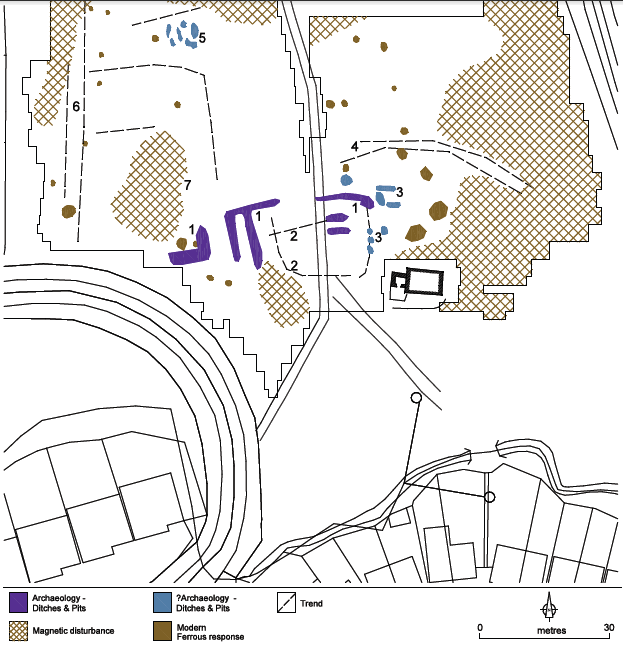 5
6
4
7
3
1
1
1
2
3
2
Archaeology -
Ditches & Pits
?Archaeology -
Ditches & Pits
Trend
Magnetic disturbance
Modern
Ferrous response
0
30
metres